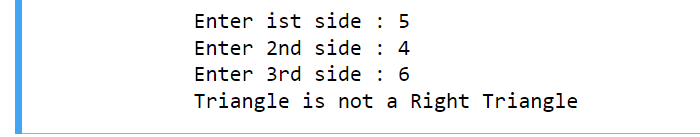 Enter ist side : 5
Enter 2nd side : 4
Enter 3rd side : 6
Triangle is not a Right Triangle